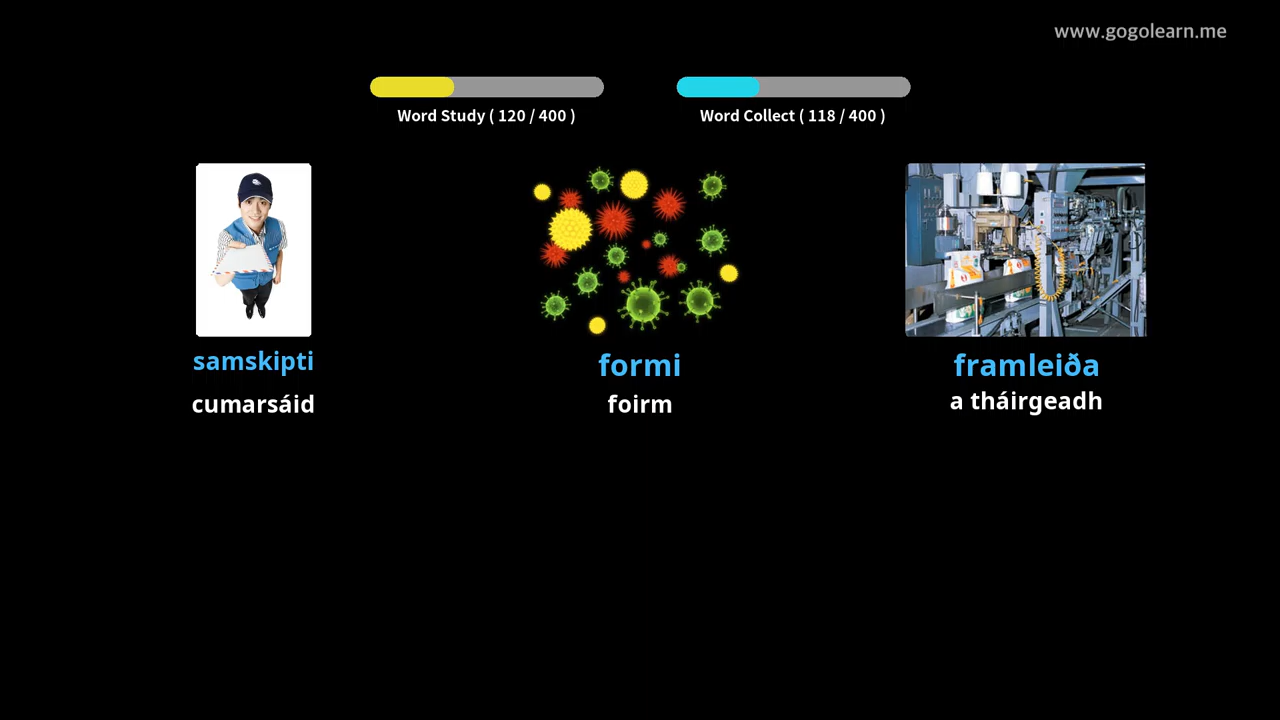 www.gogolearn.me
Word Study ( 120 / 400 )
Word Collect ( 118 / 400 )
samskipti
cumarsáid
formi
foirm
framleiða
a tháirgeadh